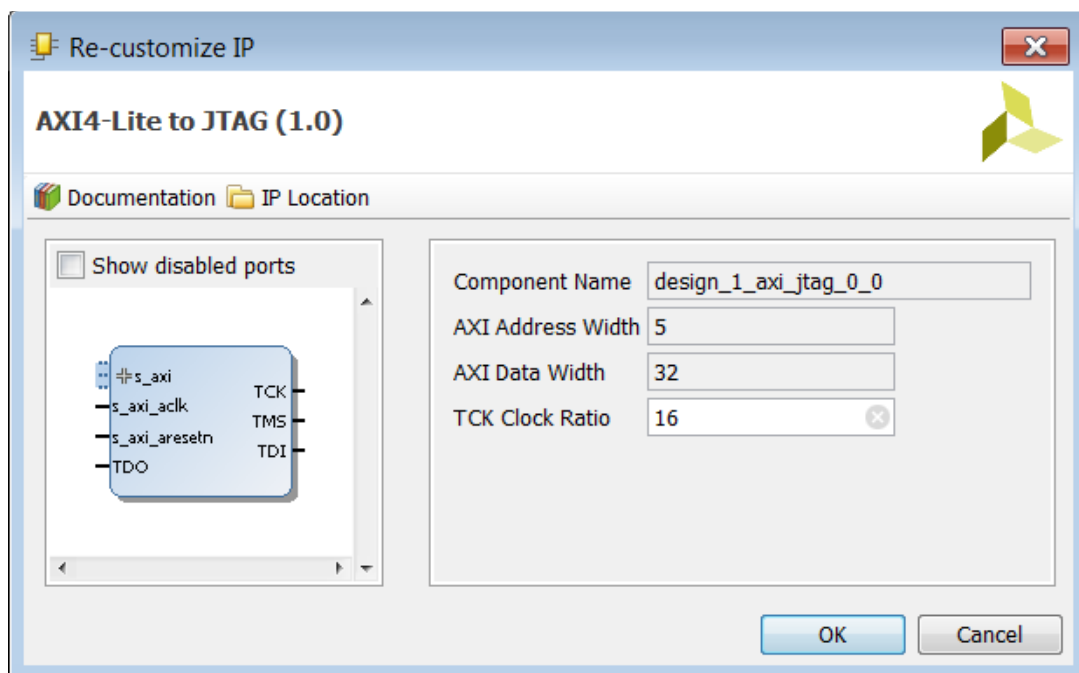 Re-customize IP
AXI4-Lite to JTAG (1.0)
Documentation IP Location
Show disabled ports
s_axi
s_axi_aclk
s_axi_aresetn
TDO
TCK
TMS
TDI
Component Name design_1_axi_jtag_0_0
AXI Address Width 5
AXI Data Width 32
TCK Clock Ratio 16
OK Cancel